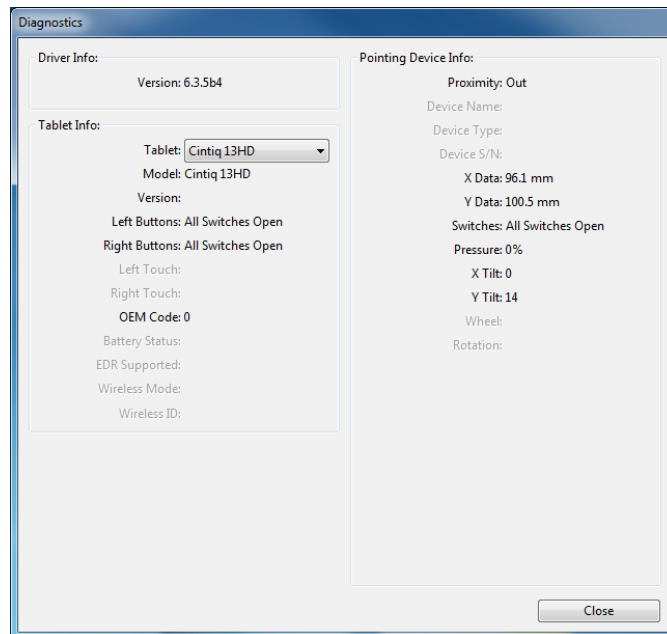 Diagnostics
Driver Info:
Version: 6.3.5b4
Tablet Info:
Tablet: Cintiq 13HD
Model: Cintiq 13HD
Version:
Left Buttons: All Switches Open
Right Buttons: All Switches Open
Left Touch:
Right Touch:
OEM Code: 0
Battery Status:
EDR Supported:
Wireless Mode:
Wireless ID:
Pointing Device Info:
Proximity: Out
Device Name:
Device Type:
Device S/N:
X Data: 96.1 mm
Y Data: 100.5 mm
Switches: All Switches Open
Pressure: 0%
X Tilt: 0
Y Tilt: 14
Wheel:
Rotation:
Close